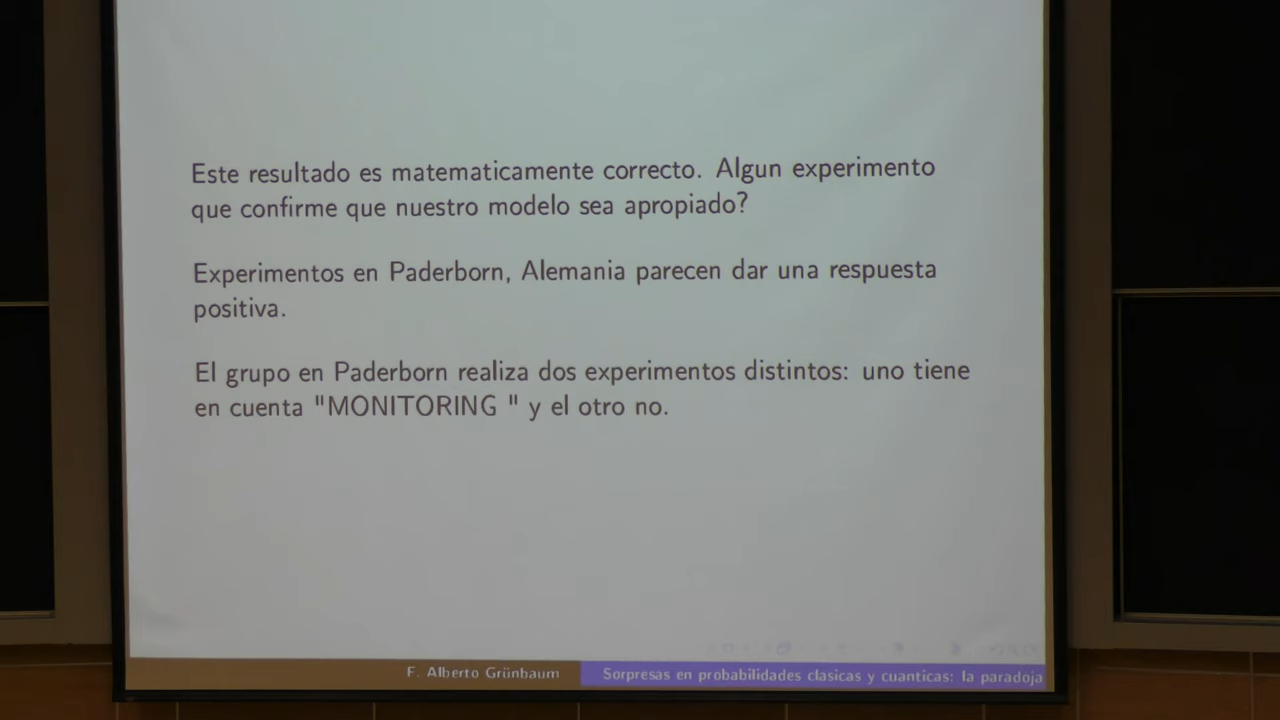 Este resultado es matematicamente correcto. Algun experimento
que confirme que nuestro modelo sea apropiado?
Experimentos en Paderborn, Alemania parecen dar una respuesta
positiva.
El grupo en Paderborn realiza dos experimentos distintos: uno tiene
en cuenta "MONITORING " y el otro no.
F. Alberto Grünbaum
Sorpresas en probabilidades clasicas y cuanticas: la paradoja